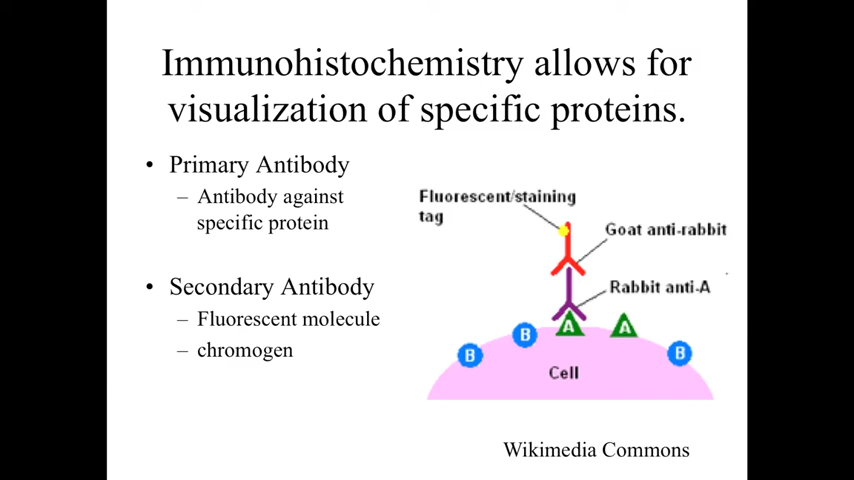 Immunohistochemistry allows for
visualization of specific proteins.
• Primary Antibody
– Antibody against
specific protein
• Secondary Antibody
– Fluorescent molecule
– chromogen
Fluorescent/staining
tag
Goat anti-rabbit
Rabbit anti-A
A
A
B
B
B
Cell
Wikimedia Commons